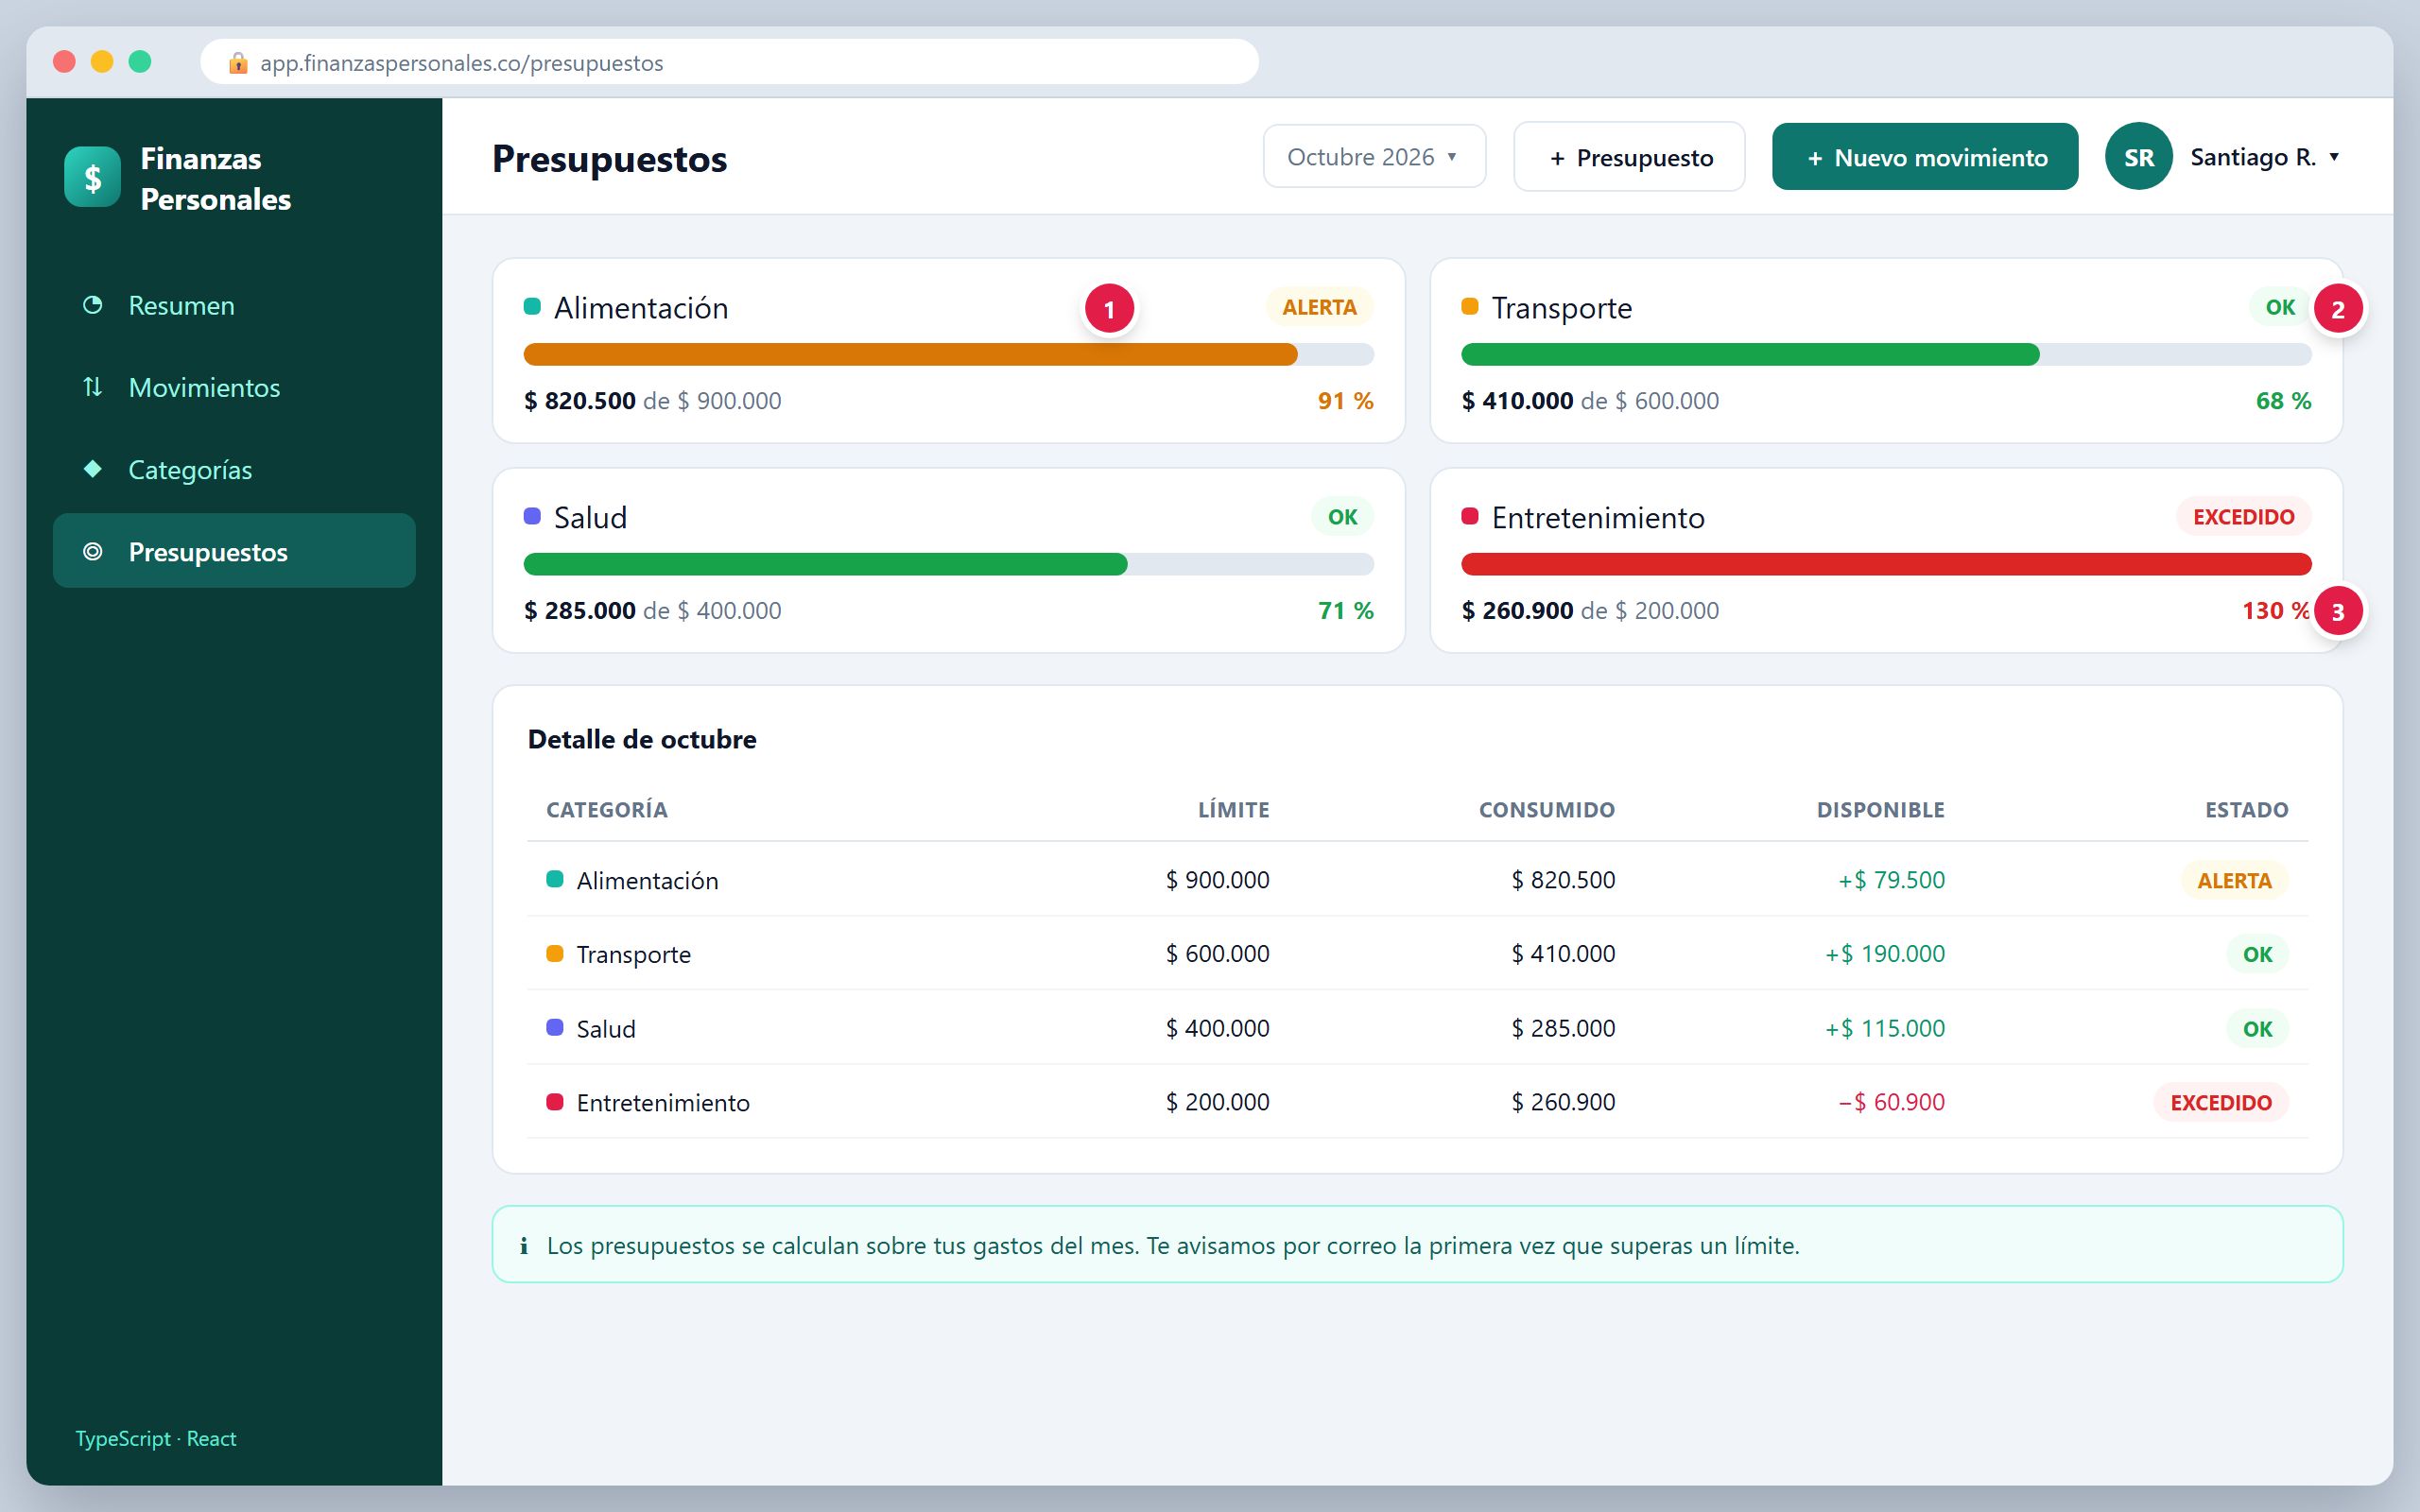 app.finanzaspersonales.co/presupuestos
$ Finanzas
Personales
Resumen
Movimientos
Categorías
Presupuestos
TypeScript · React
Presupuestos
Octubre 2026 ▼
+ Presupuesto
+ Nuevo movimiento
SR Santiago R. ▼
Alimentación 1 ALERTA
$ 820.500 de $ 900.000 91 %
Transporte OK 2
$ 410.000 de $ 600.000 68 %
Salud OK
$ 285.000 de $ 400.000 71 %
Entretenimiento EXCEDIDO
$ 260.900 de $ 200.000 130 % 3
Detalle de octubre
CATEGORÍA LÍMITE CONSUMIDO DISPONIBLE ESTADO
Alimentación $ 900.000 $ 820.500 +$ 79.500 ALERTA
Transporte $ 600.000 $ 410.000 +$ 190.000 OK
Salud $ 400.000 $ 285.000 +$ 115.000 OK
Entretenimiento $ 200.000 $ 260.900 −$ 60.900 EXCEDIDO
ℹ Los presupuestos se calculan sobre tus gastos del mes. Te avisamos por correo la primera vez que superas un límite.